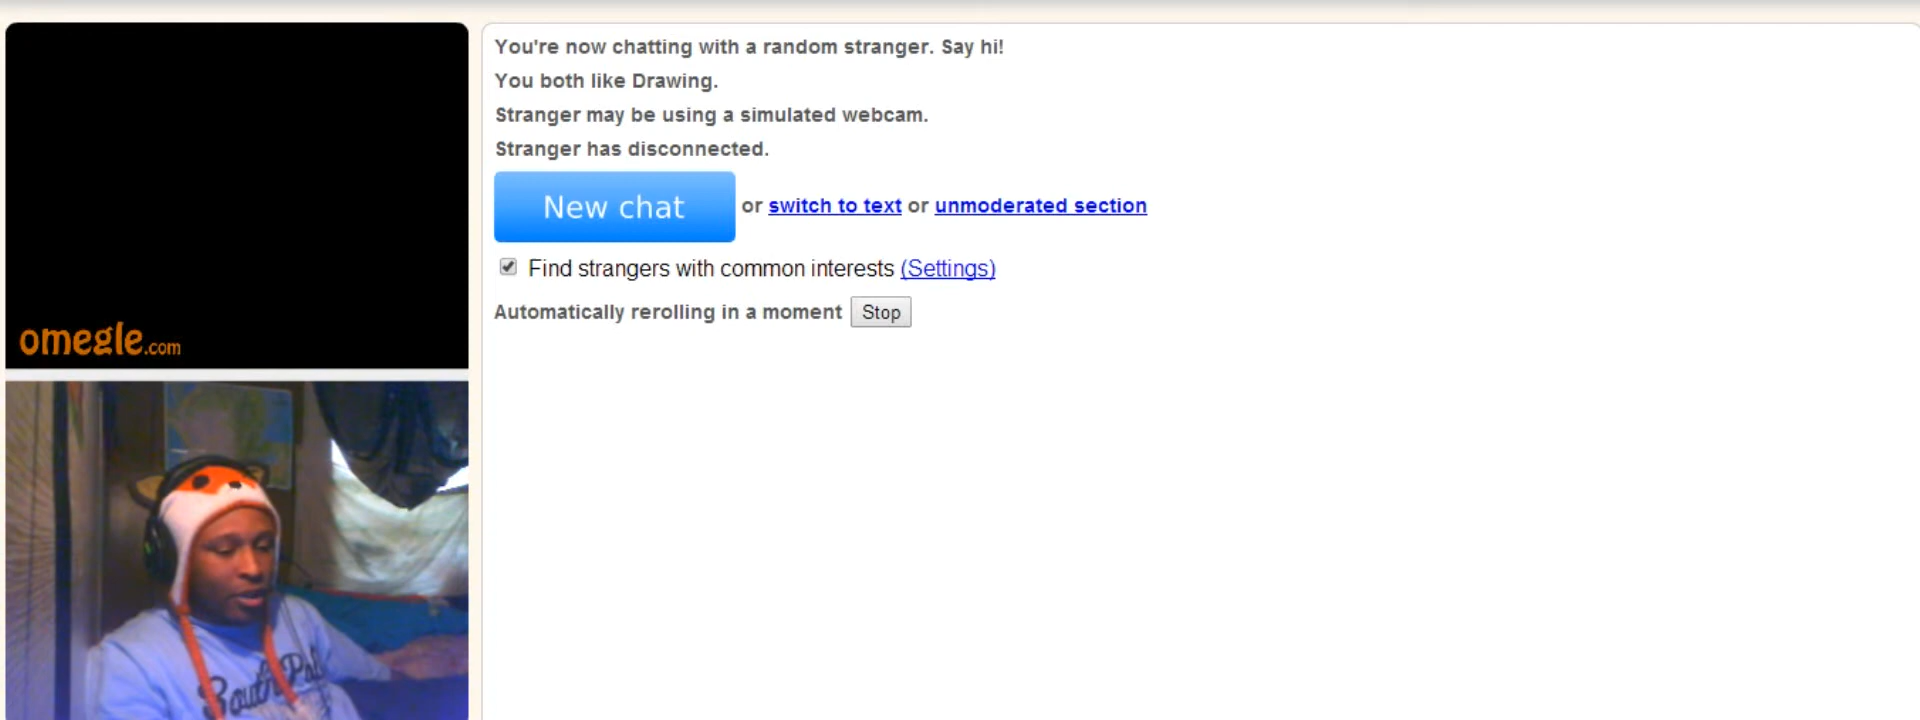 You're now chatting with a random stranger. Say hi!
You both like Drawing.
Stranger may be using a simulated webcam.
Stranger has disconnected.
New chat or switch to text or unmoderated section
Find strangers with common interests (Settings)
Automatically rerolling in a moment Stop
omegle.com